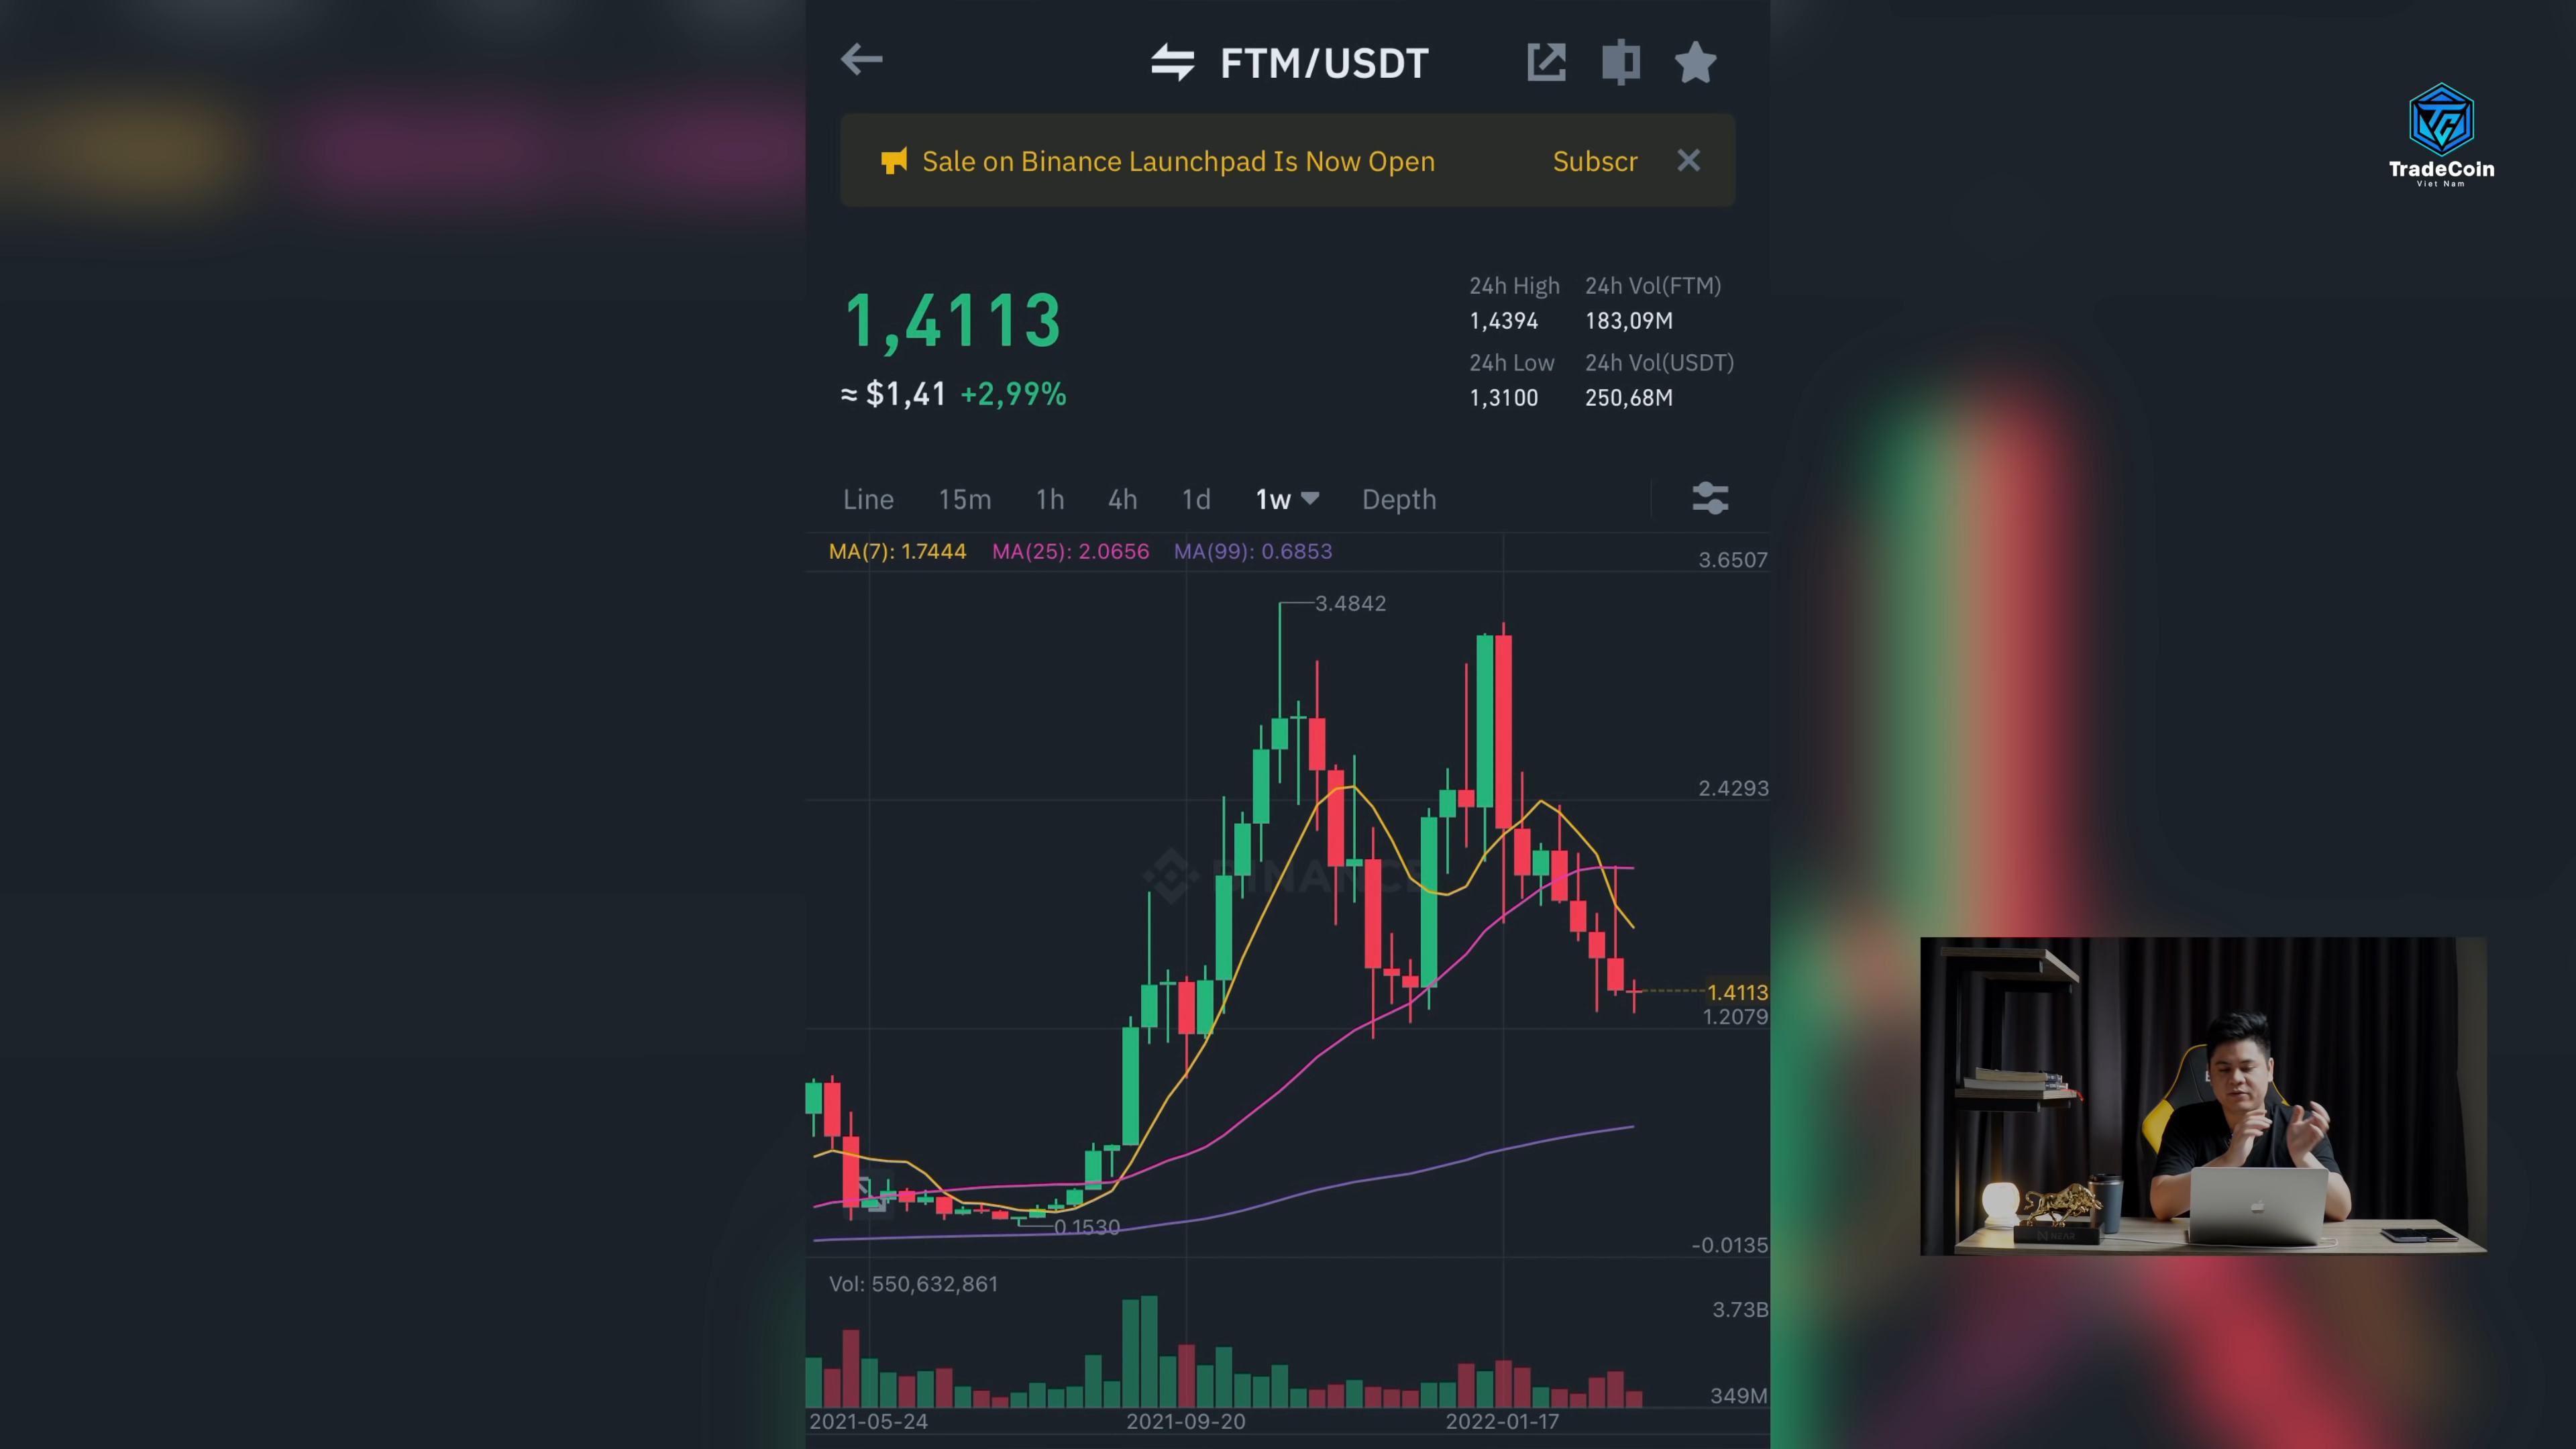 FTM/USDT
Sale on Binance Launchpad Is Now Open Subscr
TradeCoin
Viet Nam
1,4113
≈ $1,41 +2,99%
24h High 24h Vol(FTM)
1,4394 183,09M
24h Low 24h Vol(USDT)
1,3100 250,68M
Line 15m 1h 4h 1d 1w Depth
MA(7): 1.7444 MA(25): 2.0656 MA(99): 0.6853
3.6507
3.4842
2.4293
BINANCE
1.4113
1.2079
0.1530
-0.0135
Vol: 550,632,861
3.73B
349M
2021-05-24 2021-09-20 2022-01-17